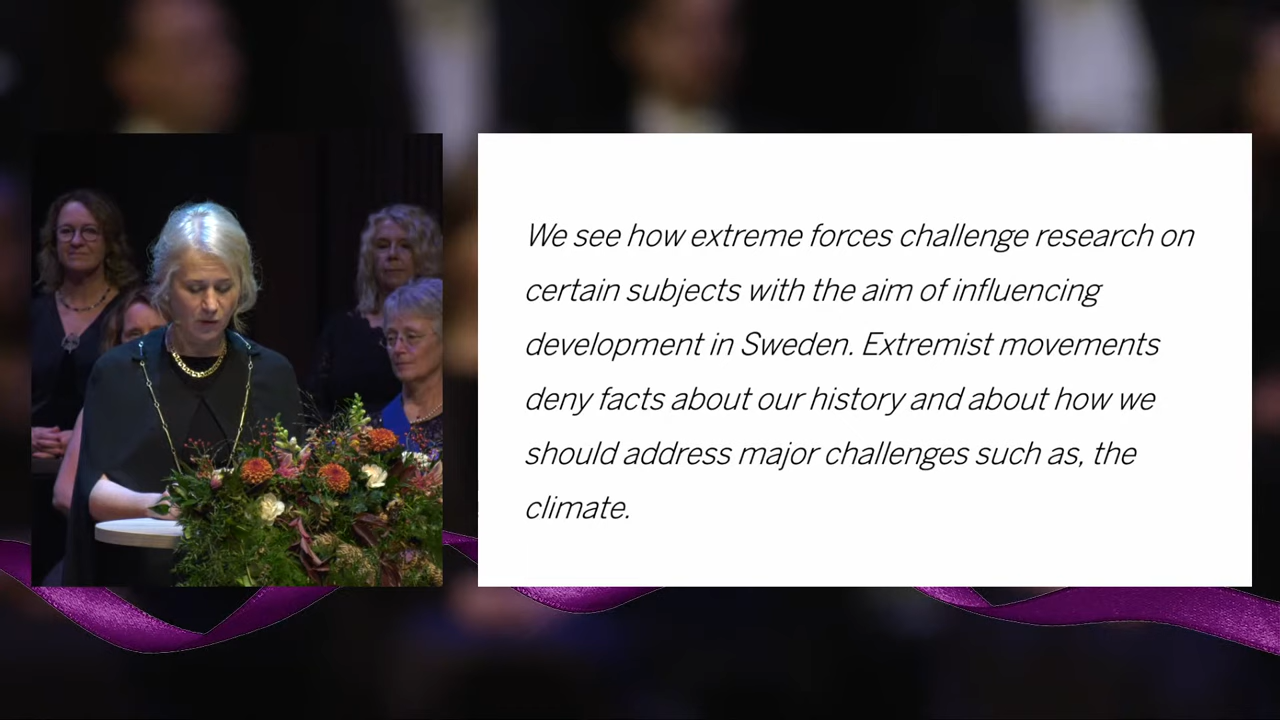 We see how extreme forces challenge research on
certain subjects with the aim of influencing
development in Sweden. Extremist movements
deny facts about our history and about how we
should address major challenges such as, the
climate.